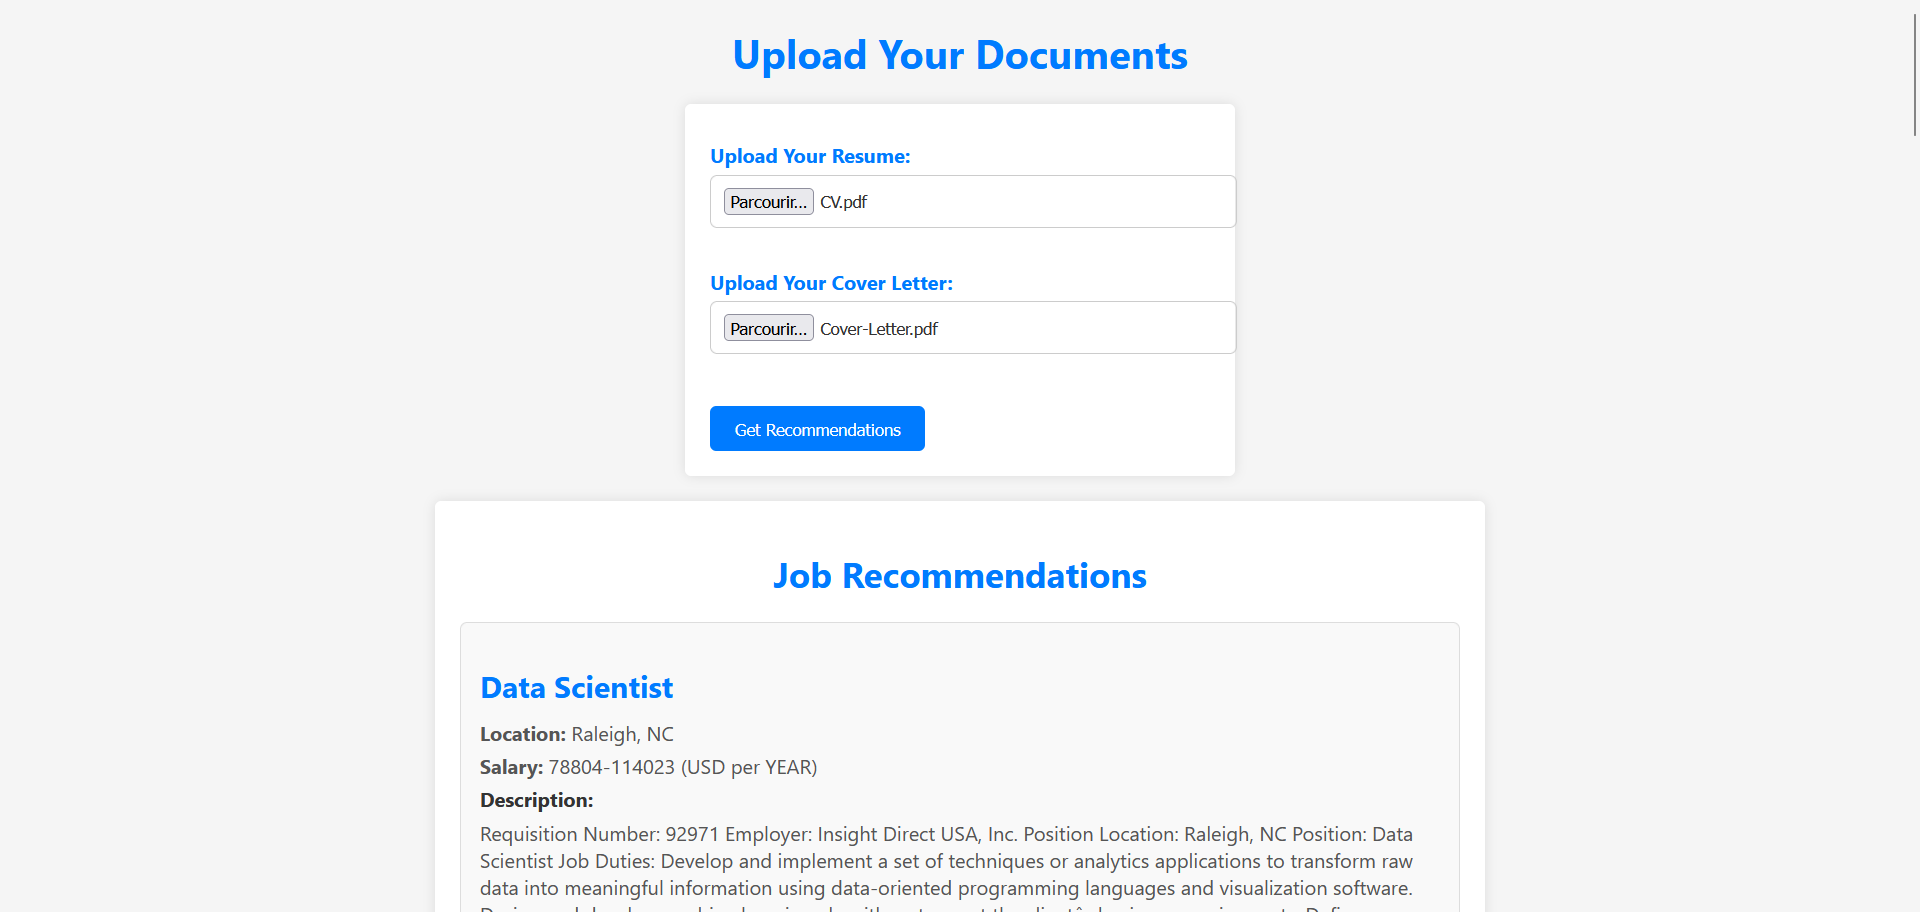 Upload Your Documents
Upload Your Resume:
Parcourir... CV.pdf
Upload Your Cover Letter:
Parcourir... Cover-Letter.pdf
Get Recommendations
Job Recommendations
Data Scientist
Location: Raleigh, NC
Salary: 78804-114023 (USD per YEAR)
Description:
Requisition Number: 92971 Employer: Insight Direct USA, Inc. Position Location: Raleigh, NC Position: Data
Scientist Job Duties: Develop and implement a set of techniques or analytics applications to transform raw
data into meaningful information using data-oriented programming languages and visualization software.